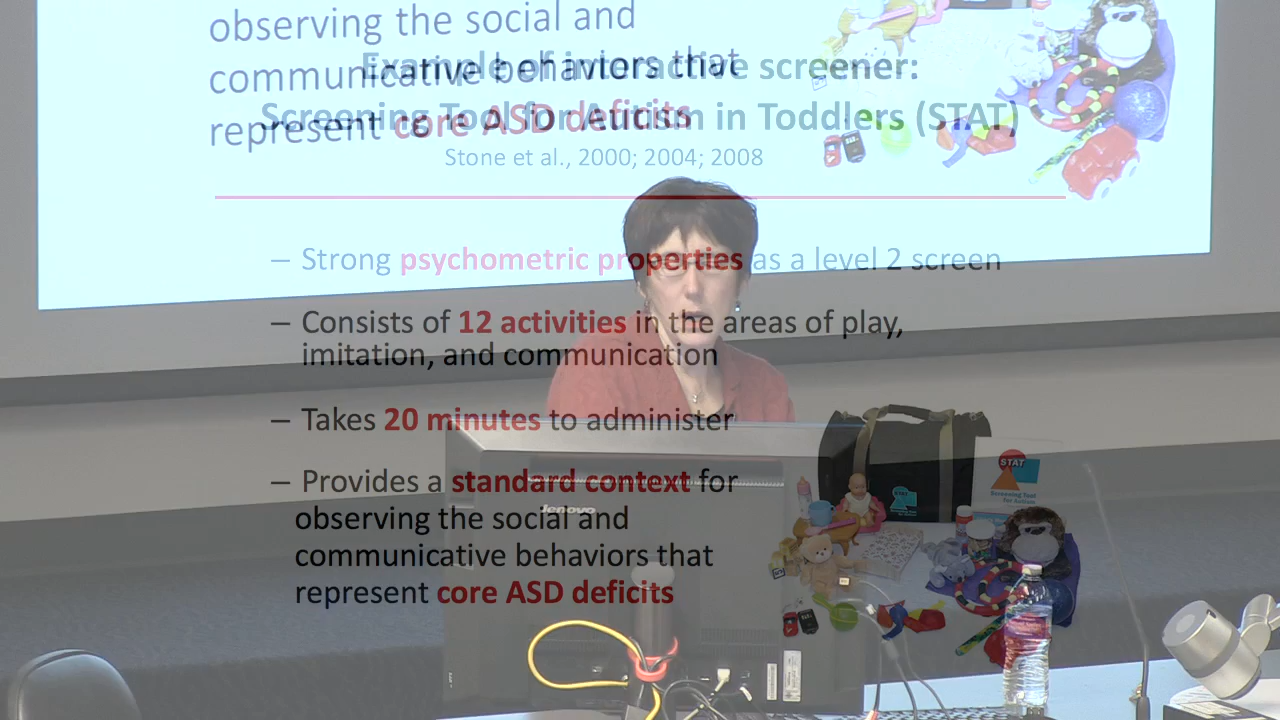 observing the social and
communicative behaviors that
represent core ASD deficits
Example of interactive screener:
Screening Tool for Autism in Toddlers (STAT)
Stone et al., 2000; 2004; 2008
– Strong psychometric properties as a level 2 screen
– Consists of 12 activities in the areas of play,
imitation, and communication
– Takes 20 minutes to administer
– Provides a standard context for
observing the social and
communicative behaviors that
represent core ASD deficits
lenovo
STAT
Screening Tool
For Autism
STAT